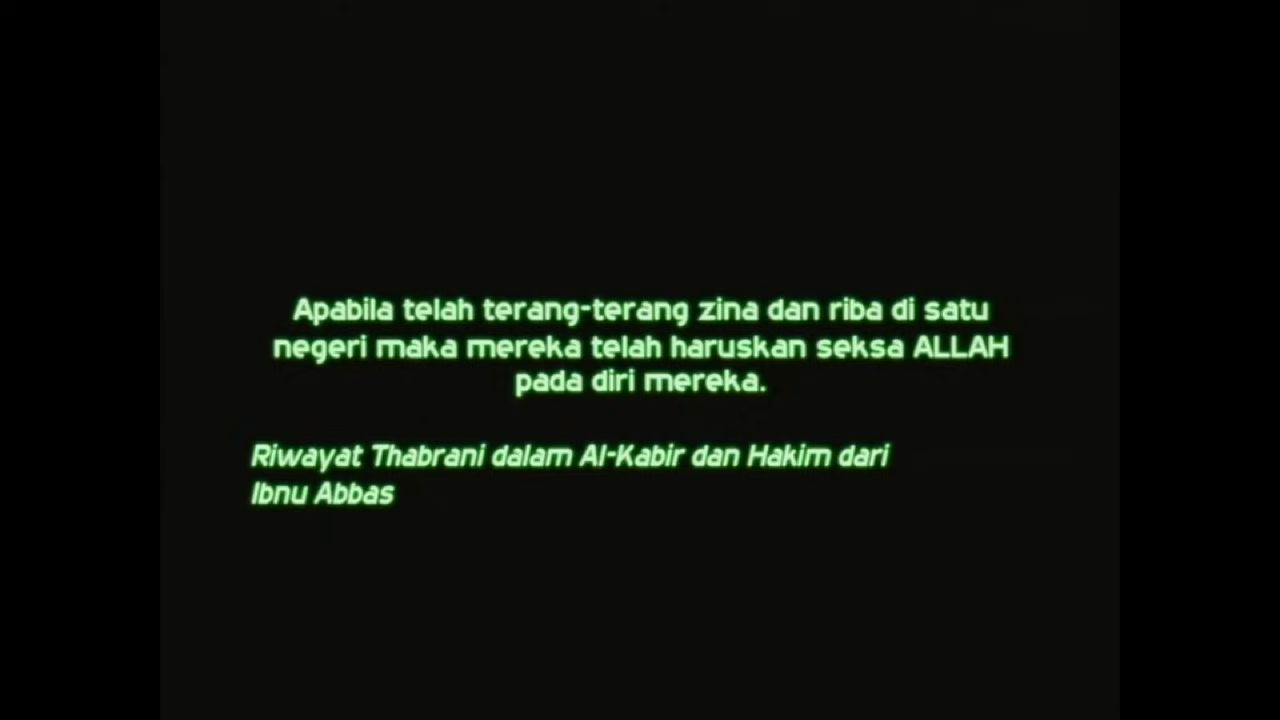 Apabila telah terang-terang zina dan riba di satu
negeri maka mereka telah haruskan seksa ALLAH
pada diri mereka.
Riwayat Thabrani dalam Al-Kabir dan Hakim dari
Ibnu Abbas